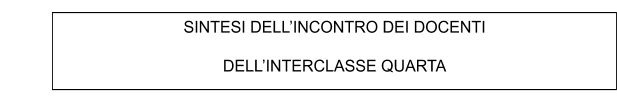 SINTESI DELL’INCONTRO DEI DOCENTI
DELL’INTERCLASSE QUARTA